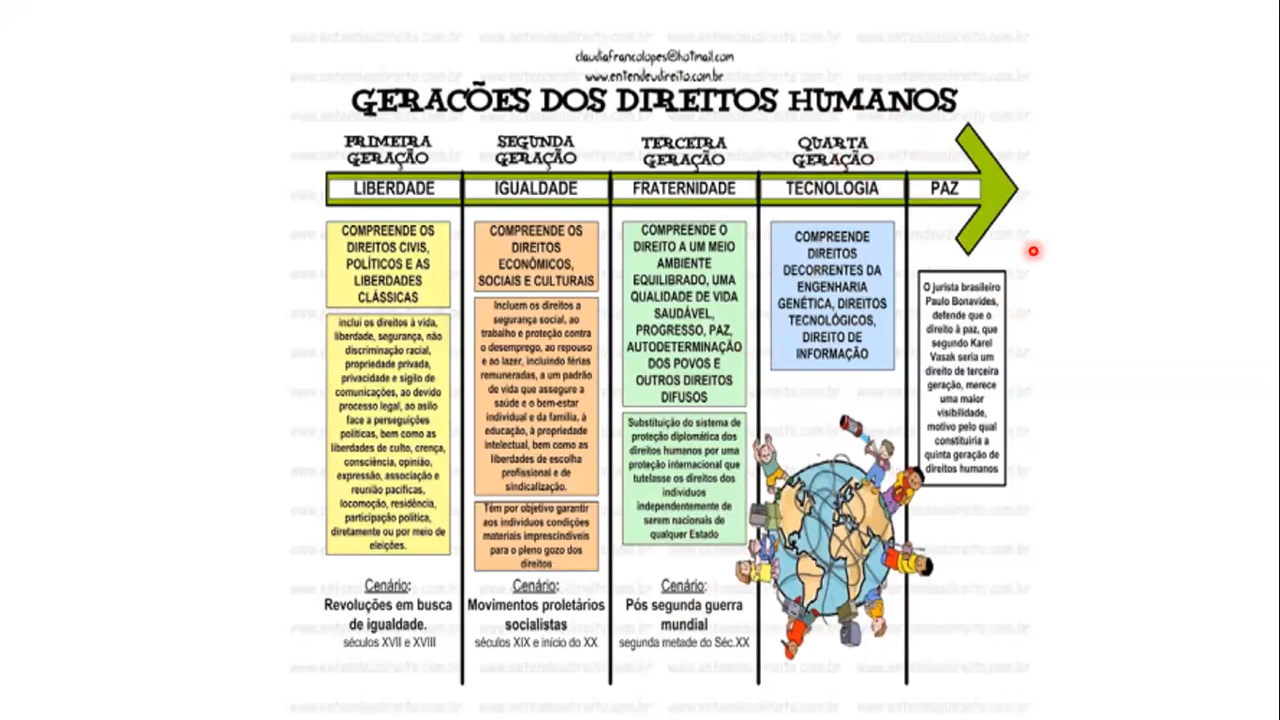 claudiafrancolopes@hotmail.com
www.entendeudireito.com.br
GERACÕES DOS DIREITOS HUMANOS
PRIMEIRA
GERAÇÃO
LIBERDADE
COMPREENDE OS
DIREITOS CIVIS,
POLÍTICOS E AS
LIBERDADES
CLÁSSICAS
inclui os direitos à vida,
liberdade, segurança, não
discriminação racial,
propriedade privada,
privacidade e sigilo de
comunicações, ao devido
processo legal, ao asilo
face a perseguições
políticas, bem como as
liberdades de culto, crença,
consciência, opinião,
expressão, associação e
reunião pacíficas,
locomoção, residência,
participação política,
diretamente ou por meio de
eleições.
Cenário:
Revoluções em busca
de igualdade.
séculos XVII e XVIII
SEGUNDA
GERAÇÃO
IGUALDADE
COMPREENDE OS
DIREITOS
ECONÔMICOS,
SOCIAIS E CULTURAIS
Incluem os direitos a
segurança social, ao
trabalho e proteção contra
o desemprego, ao repouso
e ao lazer, incluindo férias
remuneradas, a um padrão
de vida que assegure a
saúde e o bem-estar
individual e da família, à
educação, à propriedade
intelectual, bem como as
liberdades de escolha
profissional e de
sindicalização.
Têm por objetivo garantir
aos indivíduos condições
materiais imprescindíveis
para o pleno gozo dos
direitos
Cenário:
Movimentos proletários
socialistas
séculos XIX e início do XX
TERCEIRA
GERAÇÃO
FRATERNIDADE
COMPREENDE O
DIREITO A UM MEIO
AMBIENTE
EQUILIBRADO, UMA
QUALIDADE DE VIDA
SAUDÁVEL,
PROGRESSO, PAZ,
AUTODETERMINAÇÃO
DOS POVOS E
OUTROS DIREITOS
DIFUSOS
Substituição do sistema de
proteção diplomática dos
direitos humanos por uma
proteção internacional que
tutelasse os direitos dos
indivíduos
independentemente de
serem nacionais de
qualquer Estado
Cenário:
Pós segunda guerra
mundial
segunda metade do Séc.XX
QUARTA
GERAÇÃO
TECNOLOGIA
COMPREENDE
DIREITOS
DECORRENTES DA
ENGENHARIA
GENÉTICA, DIREITOS
TECNOLÓGICOS,
DIREITO DE
INFORMAÇÃO
PAZ
O jurista brasileiro
Paulo Bonavides,
defende que o
direito à paz, que
segundo Karel
Vasak seria um
direito de terceira
geração, merece
uma maior
visibilidade,
motivo pelo qual
constituiria a
quinta geração de
direitos humanos